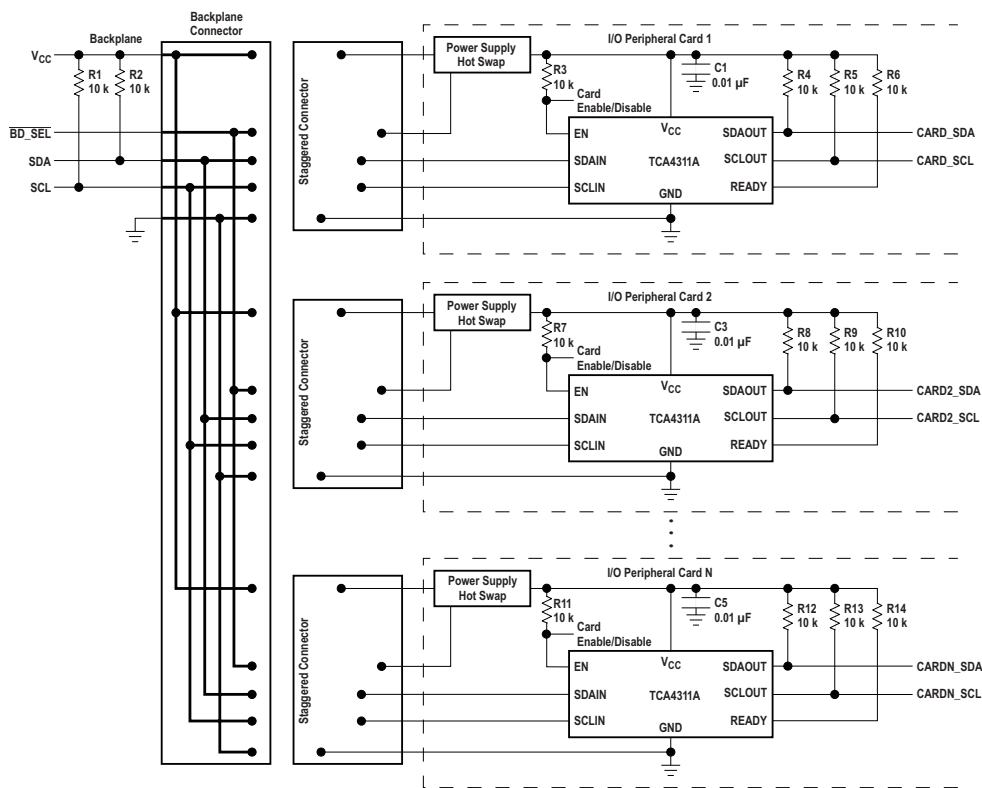 Backplane
Connector
Backplane
VCC
R1
10 k
R2
10 k
BD_SEL
SDA
SCL
Staggered Connector
Power Supply
Hot Swap
I/O Peripheral Card 1
R3
10 k
Card
Enable/Disable
C1
0.01 µF
R4
10 k
R5
10 k
R6
10 k
EN
VCC
SDAOUT
CARD_SDA
SDAIN
TCA4311A
SCLOUT
CARD_SCL
SCLIN
READY
GND
Staggered Connector
Power Supply
Hot Swap
I/O Peripheral Card 2
R7
10 k
Card
Enable/Disable
C3
0.01 µF
R8
10 k
R9
10 k
R10
10 k
EN
VCC
SDAOUT
CARD2_SDA
SDAIN
TCA4311A
SCLOUT
CARD2_SCL
SCLIN
READY
GND
Staggered Connector
Power Supply
Hot Swap
I/O Peripheral Card N
R11
10 k
Card
Enable/Disable
C5
0.01 µF
R12
10 k
R13
10 k
R14
10 k
EN
VCC
SDAOUT
CARDN_SDA
SDAIN
TCA4311A
SCLOUT
CARDN_SCL
SCLIN
READY
GND